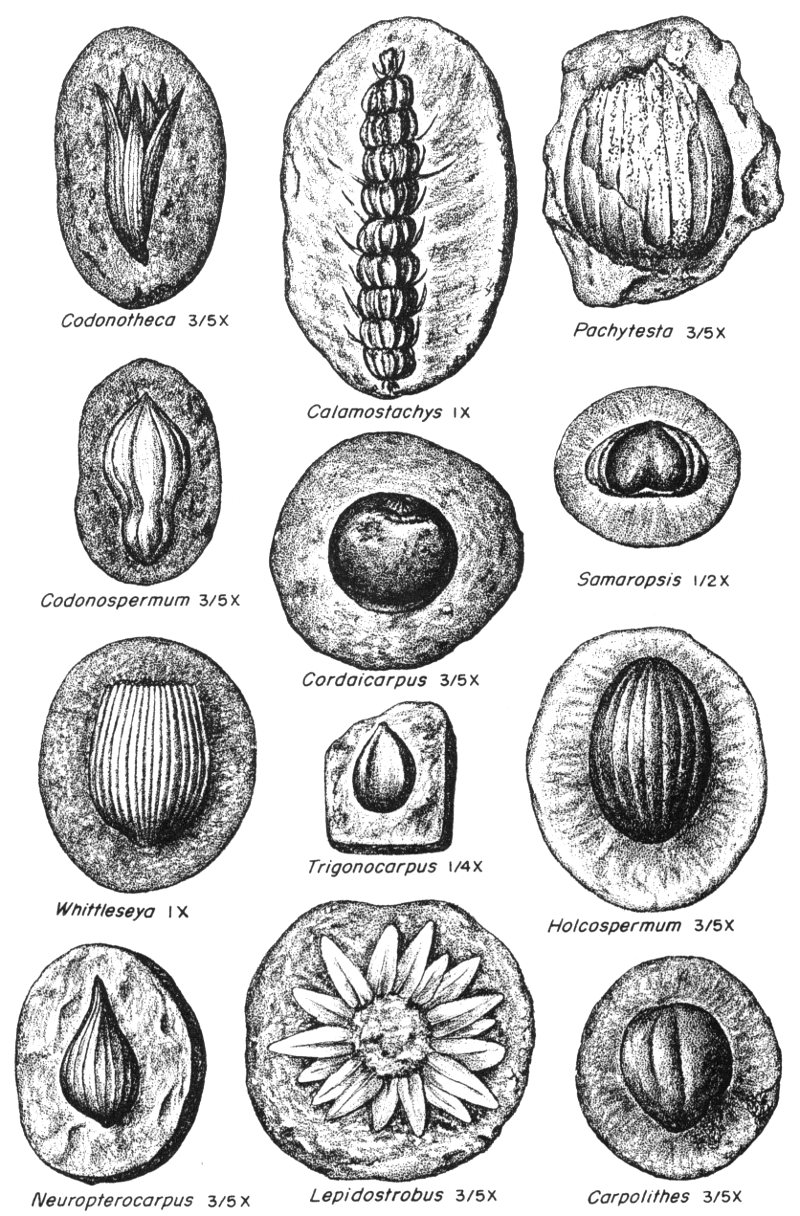 Codonotheca 3/5X
Calamostachys 1X
Pachytesta 3/5X
Codonospermum 3/5X
Cordaicarpus 3/5X
Samaropsis 1/2X
Whittleseya 1X
Trigonocarpus 1/4X
Holcospermum 3/5X
Neuropterocarpus 3/5X
Lepidostrobus 3/5X
Carpolithes 3/5X